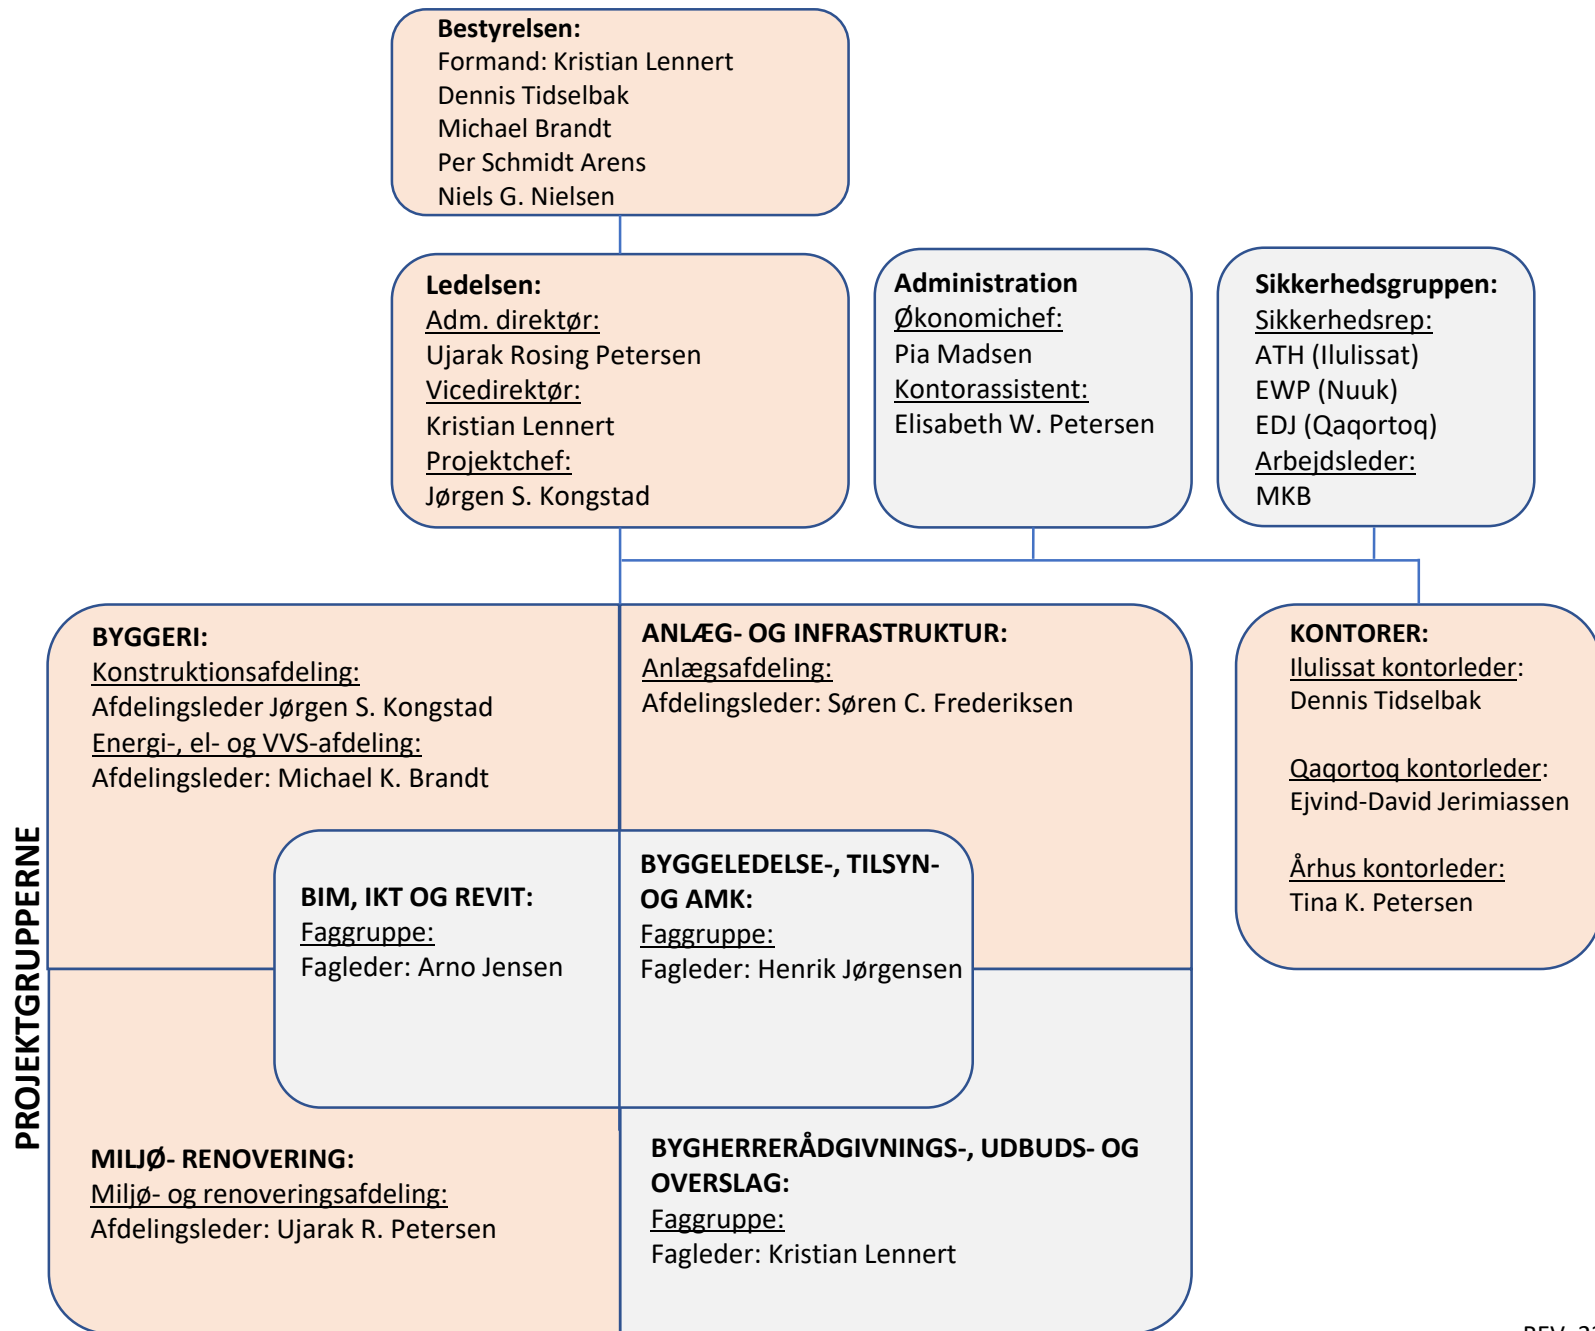 Bestyrelsen:
Formand: Kristian Lennert
Dennis Tidselbak
Michael Brandt
Per Schmidt Arens
Niels G. Nielsen
Ledelsen:
Adm. direktør:
Ujarak Rosing Petersen
Vicedirektør:
Kristian Lennert
Projektchef:
Jørgen S. Kongstad
Administration
Økonomichef:
Pia Madsen
Kontorassistent:
Elisabeth W. Petersen
Sikkerhedsgruppen:
Sikkerhedsrep:
ATH (Ilulissat)
EWP (Nuuk)
EDJ (Qaqortoq)
Arbejdsleder:
MKB
PROJEKTGRUPPERNE
BYGGERI:
Konstruktionsafdeling:
Afdelingsleder Jørgen S. Kongstad
Energi-, el- og VVS-afdeling:
Afdelingsleder: Michael K. Brandt
ANLÆG- OG INFRASTRUKTUR:
Anlægsafdeling:
Afdelingsleder: Søren C. Frederiksen
KONTORER:
Ilulissat kontorleder:
Dennis Tidselbak
Qaqortoq kontorleder:
Ejvind-David Jerimiassen
Århus kontorleder:
Tina K. Petersen
BIM, IKT OG REVIT:
Faggruppe:
Fagleder: Arno Jensen
BYGGELEDELSE-, TILSYN-
OG AMK:
Faggruppe:
Fagleder: Henrik Jørgensen
MILJØ- RENOVERING:
Miljø- og renoveringsafdeling:
Afdelingsleder: Ujarak R. Petersen
BYGHERRERÅDGIVNINGS-, UDBUDS- OG
OVERSLAG:
Faggruppe:
Fagleder: Kristian Lennert